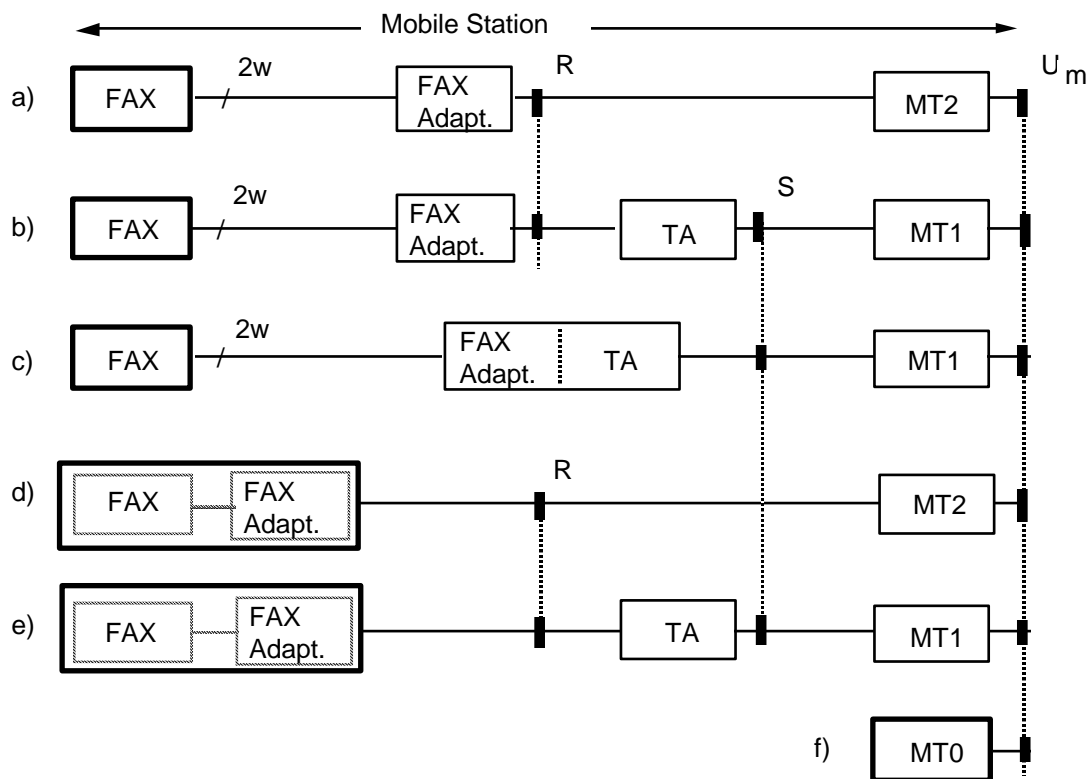 Mobile Station
2w
R
U m
a)
FAX
FAX
Adapt.
MT2
2w
S
b)
FAX
FAX
Adapt.
TA
MT1
2w
c)
FAX
FAX
Adapt.
TA
MT1
R
d)
FAX
FAX
Adapt.
MT2
e)
FAX
FAX
Adapt.
TA
MT1
f)
MT0